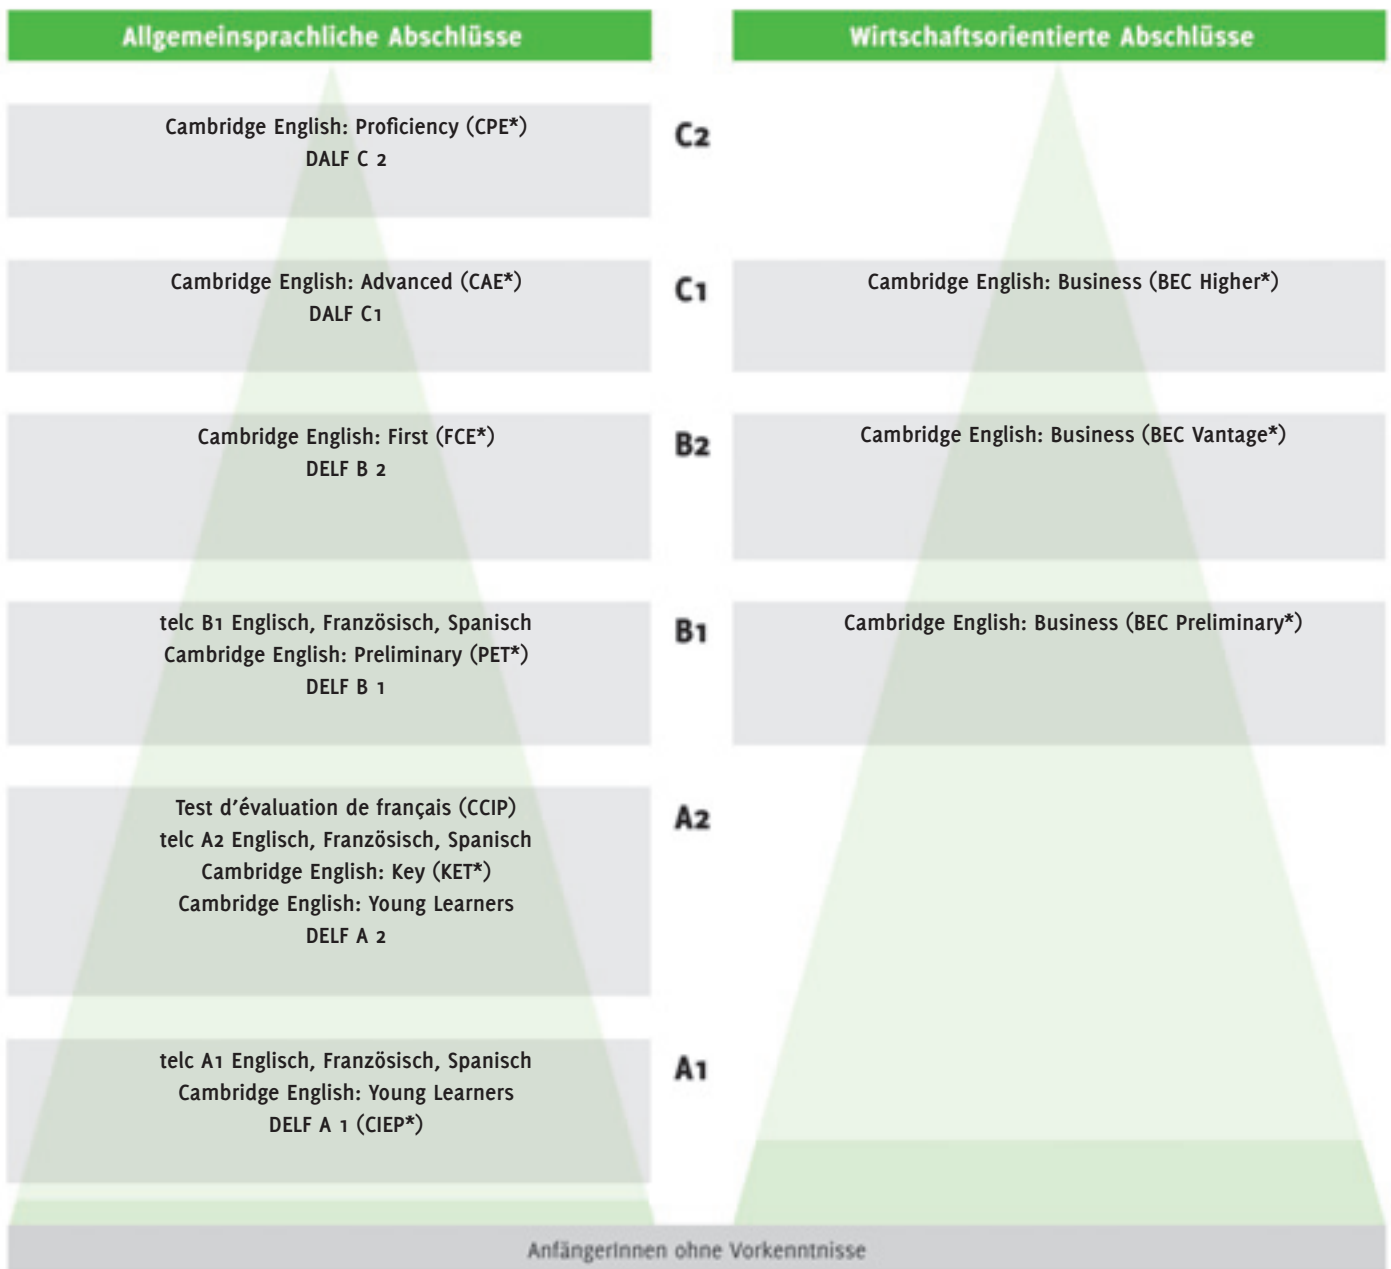 Allgemeinsprachliche Abschlüsse
Wirtschaftsorientierte Abschlüsse
Cambridge English: Proficiency (CPE*)
DALF C 2
C2
Cambridge English: Advanced (CAE*)
DALF C1
C1
Cambridge English: Business (BEC Higher*)
Cambridge English: First (FCE*)
DELF B 2
B2
Cambridge English: Business (BEC Vantage*)
telc B1 Englisch, Französisch, Spanisch
Cambridge English: Preliminary (PET*)
DELF B 1
B1
Cambridge English: Business (BEC Preliminary*)
Test d'évaluation de français (CCIP)
telc A2 Englisch, Französisch, Spanisch
Cambridge English: Key (KET*)
Cambridge English: Young Learners
DELF A 2
A2
telc A1 Englisch, Französisch, Spanisch
Cambridge English: Young Learners
DELF A 1 (CIEP*)
A1
AnfängerInnen ohne Vorkenntnisse